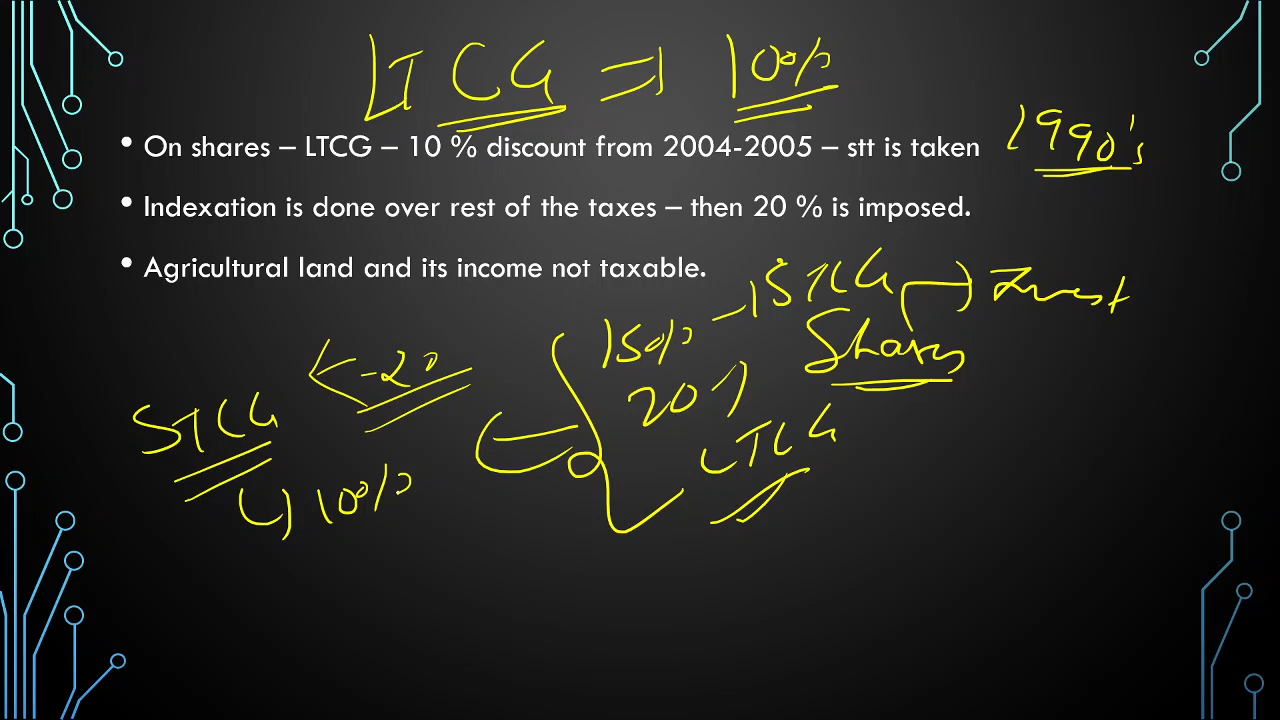 LTCG ⇒ 10%
• On shares – LTCG – 10 % discount from 2004-2005 – stt is taken
1990's
• Indexation is done over rest of the taxes – then 20 % is imposed.
• Agricultural land and its income not taxable.
15% → STCG → Invest
Shares
20%
LTCG
STCG
10%